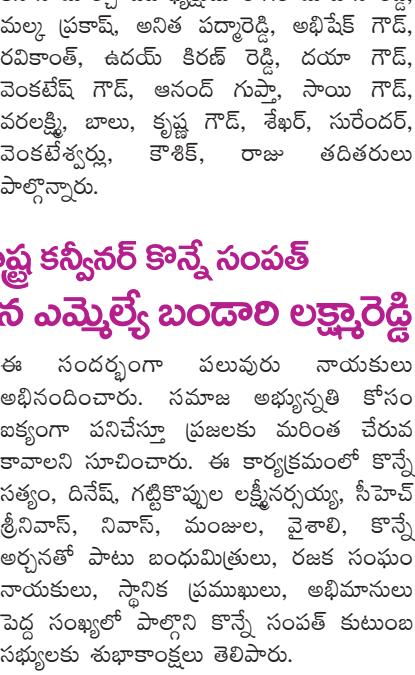 మల్క ప్రకాష్, అనిత పద్మారెడ్డి, అభిషేక్ గౌడ్,
రవికాంత్, ఉదయ్ కిరణ్ రెడ్డి, దయా గౌడ్,
వెంకటేష్ గౌడ్, ఆనంద్ గుప్తా, సాయి గౌడ్,
వరలక్ష్మి, బాలు, కృష్ణ గౌడ్, శేఖర్, సురేందర్,
వెంకటేశ్వర్లు, కౌశిక్, రాజు తదితరులు
పాల్గొన్నారు.
కన్వీనర్ కొన్నే సంపత్
ఎమ్మెల్యే బండారి లక్ష్మారెడ్డి
ఈ సందర్భంగా పలువురు నాయకులు
అభినందించారు. సమాజ అభ్యున్నతి కోసం
ఐక్యంగా పనిచేస్తూ ప్రజలకు మరింత చేరువ
కావాలని సూచించారు. ఈ కార్యక్రమంలో కొన్నే
సత్యం, దినేష్, గట్టికొప్పుల లక్ష్మీనర్సయ్య, సీహెచ్
శ్రీనివాస్, నివాస్, మంజుల, వైశాలి, కొన్నే
అర్చనతో పాటు బంధుమిత్రులు, రజక సంఘం
నాయకులు, స్థానిక ప్రముఖులు, అభిమానులు
పెద్ద సంఖ్యలో పాల్గొని కొన్నే సంపత్ కుటుంబ
సభ్యులకు శుభాకాంక్షలు తెలిపారు.